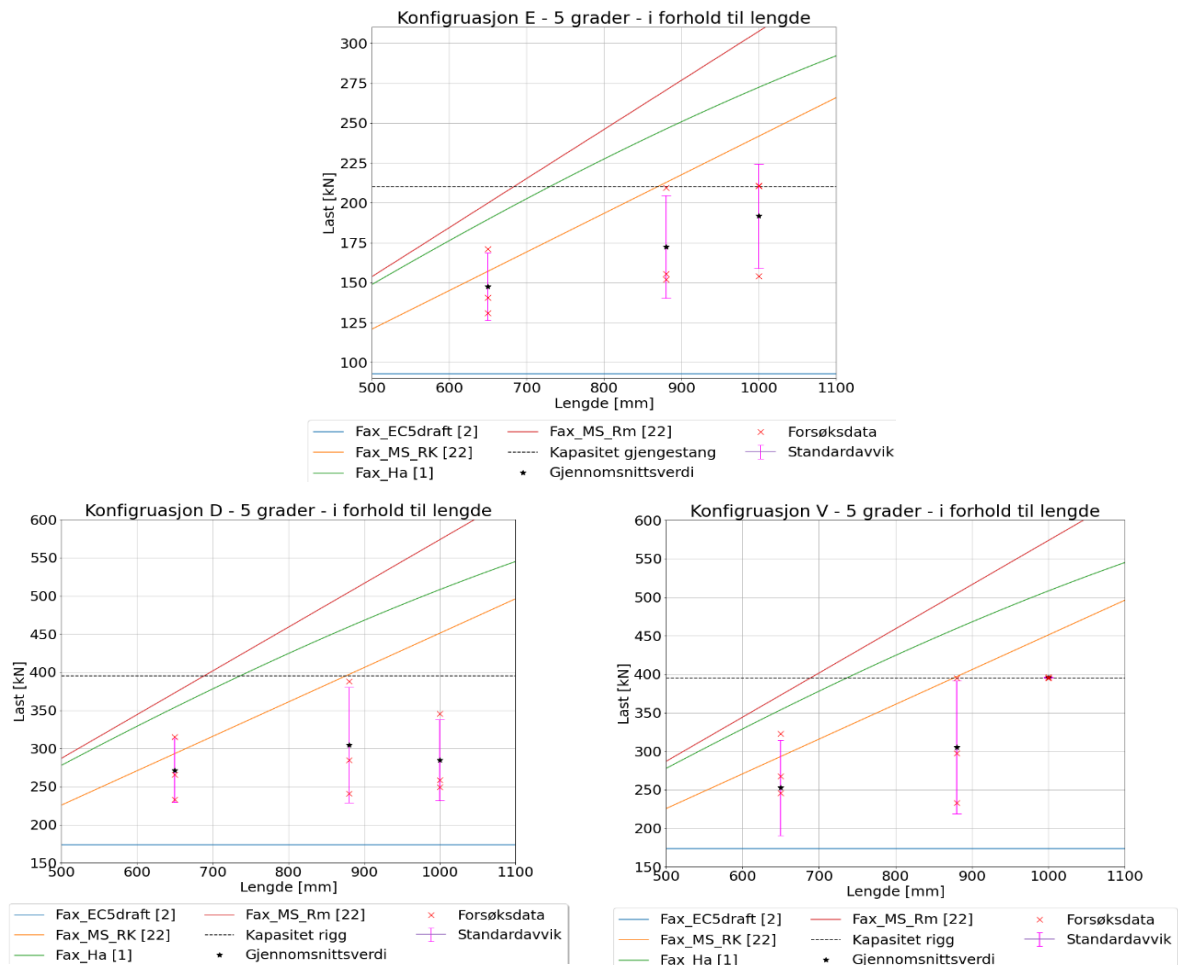 Konfigruasjon E - 5 grader - i forhold til lengde
300
275
250
225
200
175
150
125
100
Last [kN]
500 600 700 800 900 1000 1100
Lengde [mm]
Fax_EC5draft [2] Fax_MS_Rm [22] Forsøksdata
Fax_MS_RK [22] Kapasitet gjengestang Standardavvik
Fax_Ha [1] Gjennomsnittsverdi
Konfigruasjon D - 5 grader - i forhold til lengde
600
550
500
450
400
350
300
250
200
150
Last [kN]
500 600 700 800 900 1000 1100
Lengde [mm]
Fax_EC5draft [2] Fax_MS_Rm [22] Forsøksdata
Fax_MS_RK [22] Kapasitet rigg Standardavvik
Fax_Ha [1] Gjennomsnittsverdi
Konfigruasjon V - 5 grader - i forhold til lengde
600
550
500
450
400
350
300
250
200
150
Last [kN]
500 600 700 800 900 1000 1100
Lengde [mm]
Fax_EC5draft [2] Fax_MS_Rm [22] Forsøksdata
Fax_MS_RK [22] Kapasitet rigg Standardavvik
Fax_Ha [1] Gjennomsnittsverdi